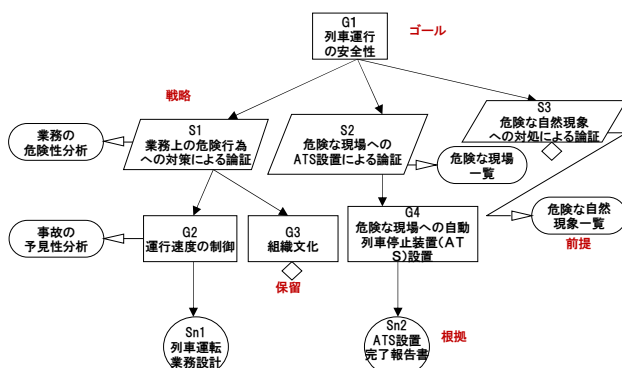 G1
列車運行
の安全性
ゴール
戦略
S1
業務上の危険行為
への対策による論証
S2
危険な現場への
ATS設置による論証
S3
危険な自然現象
への対処による論証
業務の
危険性分析
危険な現場
一覧
危険な自然
現象一覧
前提
事故の
予見性分析
G2
運行速度の制御
G3
組織文化
保留
G4
危険な現場への自動
列車停止装置(AT
S)設置
Sn1
列車運転
業務設計
Sn2
ATS設置
完了報告書
根拠